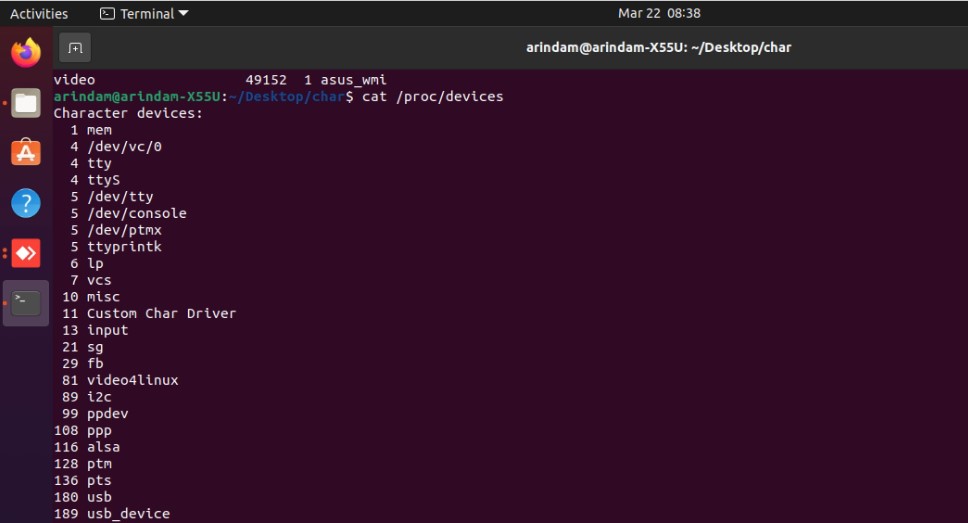 Activities Terminal Mar 22 08:38
arindam@arindam-X55U: ~/Desktop/char
video 49152 1 asus_wmi
arindam@arindam-X55U:~/Desktop/char$ cat /proc/devices
Character devices:
1 mem
4 /dev/vc/0
4 tty
4 ttyS
5 /dev/tty
5 /dev/console
5 /dev/ptmx
5 ttyprintk
6 lp
7 vcs
10 misc
11 Custom Char Driver
13 input
21 sg
29 fb
81 video4linux
89 i2c
99 ppdev
108 ppp
116 alsa
128 ptm
136 pts
180 usb
189 usb_device